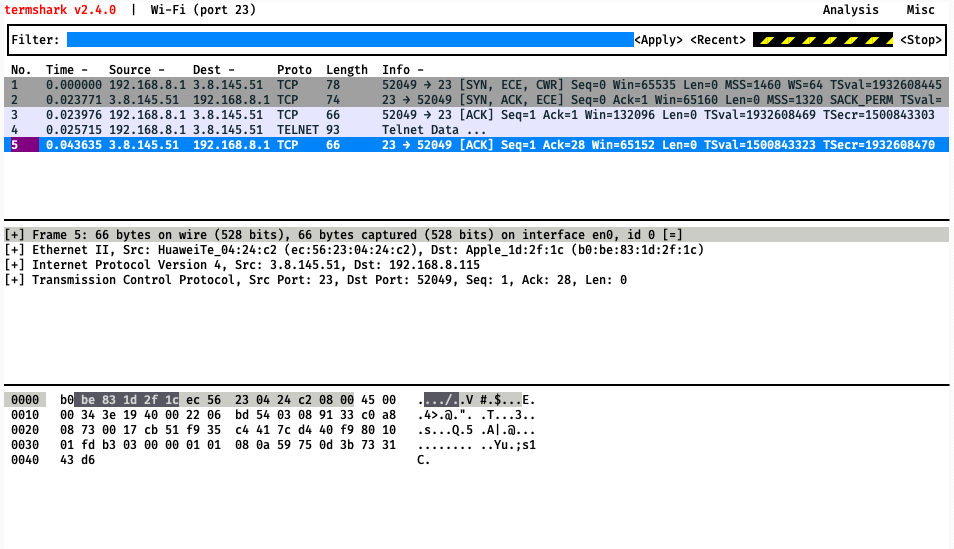 termshark v2.4.0 | Wi-Fi (port 23) Analysis Misc
Filter: <Apply> <Recent> <Stop>
No. Time - Source - Dest - Proto Length Info -
1 0.000000 192.168.8.1 3.8.145.51 TCP 78 52049 → 23 [SYN, ECE, CWR] Seq=0 Win=65535 Len=0 MSS=1460 WS=64 TSval=1932608445
2 0.023771 3.8.145.51 192.168.8.1 TCP 74 23 → 52049 [SYN, ACK, ECE] Seq=0 Ack=1 Win=65160 Len=0 MSS=1320 SACK_PERM TSval=
3 0.023976 192.168.8.1 3.8.145.51 TCP 66 52049 → 23 [ACK] Seq=1 Ack=1 Win=132096 Len=0 TSval=1932608469 TSecr=1500843303
4 0.025715 192.168.8.1 3.8.145.51 TELNET 93 Telnet Data ...
5 0.043635 3.8.145.51 192.168.8.1 TCP 66 23 → 52049 [ACK] Seq=1 Ack=28 Win=65152 Len=0 TSval=1500843323 TSecr=1932608470
[+] Frame 5: 66 bytes on wire (528 bits), 66 bytes captured (528 bits) on interface en0, id 0 [=]
[+] Ethernet II, Src: HuaweiTe_04:24:c2 (ec:56:23:04:24:c2), Dst: Apple_1d:2f:1c (b0:be:83:1d:2f:1c)
[+] Internet Protocol Version 4, Src: 3.8.145.51, Dst: 192.168.8.115
[+] Transmission Control Protocol, Src Port: 23, Dst Port: 52049, Seq: 1, Ack: 28, Len: 0
0000 b0 be 83 1d 2f 1c ec 56 23 04 24 c2 08 00 45 00 ..../..V #.$...E.
0010 00 34 3e 19 40 00 22 06 bd 54 03 08 91 33 c0 a8 .4>.@.". .T...3..
0020 08 73 00 17 cb 51 f9 35 c4 41 7c d4 40 f9 80 10 .s...Q.5 .A|.@...
0030 01 fd b3 03 00 00 01 01 08 0a 59 75 0d 3b 73 31 ........ ..Yu.;s1
0040 43 d6 C.